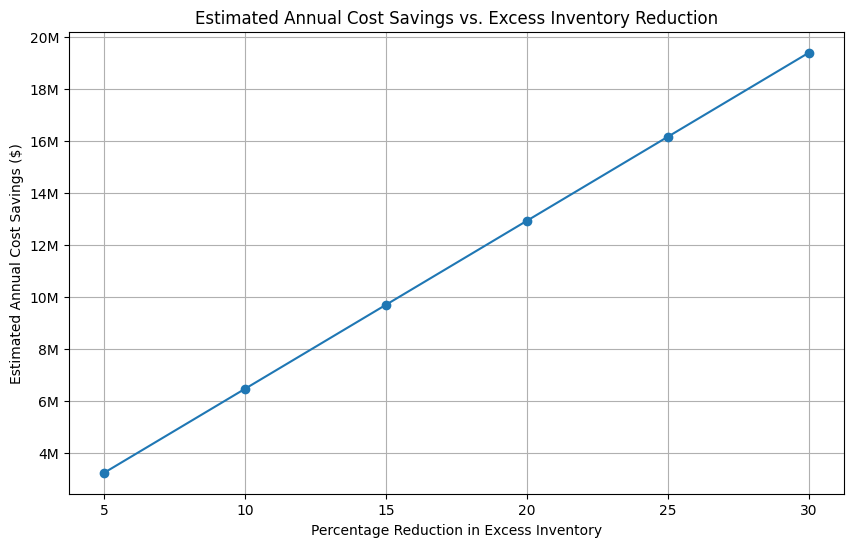 Estimated Annual Cost Savings vs. Excess Inventory Reduction
Estimated Annual Cost Savings ($)
20M
18M
16M
14M
12M
10M
8M
6M
4M
5 10 15 20 25 30
Percentage Reduction in Excess Inventory